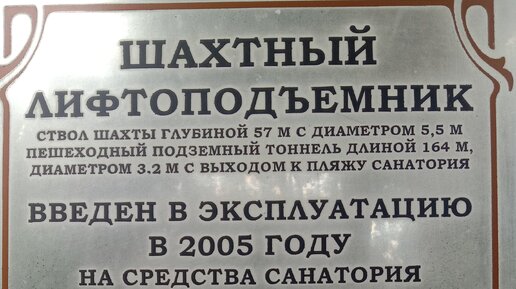 ШАХТНЫЙ
ЛИФТОПОДЪЕМНИК
СТВОЛ ШАХТЫ ГЛУБИНОЙ 57 М С ДИАМЕТРОМ 5,5 М
ПЕШЕХОДНЫЙ ПОДЗЕМНЫЙ ТОННЕЛЬ ДЛИНОЙ 164 М,
ДИАМЕТРОМ 3.2 М С ВЫХОДОМ К ПЛЯЖУ САНАТОРИЯ
ВВЕДЕН В ЭКСПЛУАТАЦИЮ
В 2005 ГОДУ
НА СРЕДСТВА САНАТОРИЯ